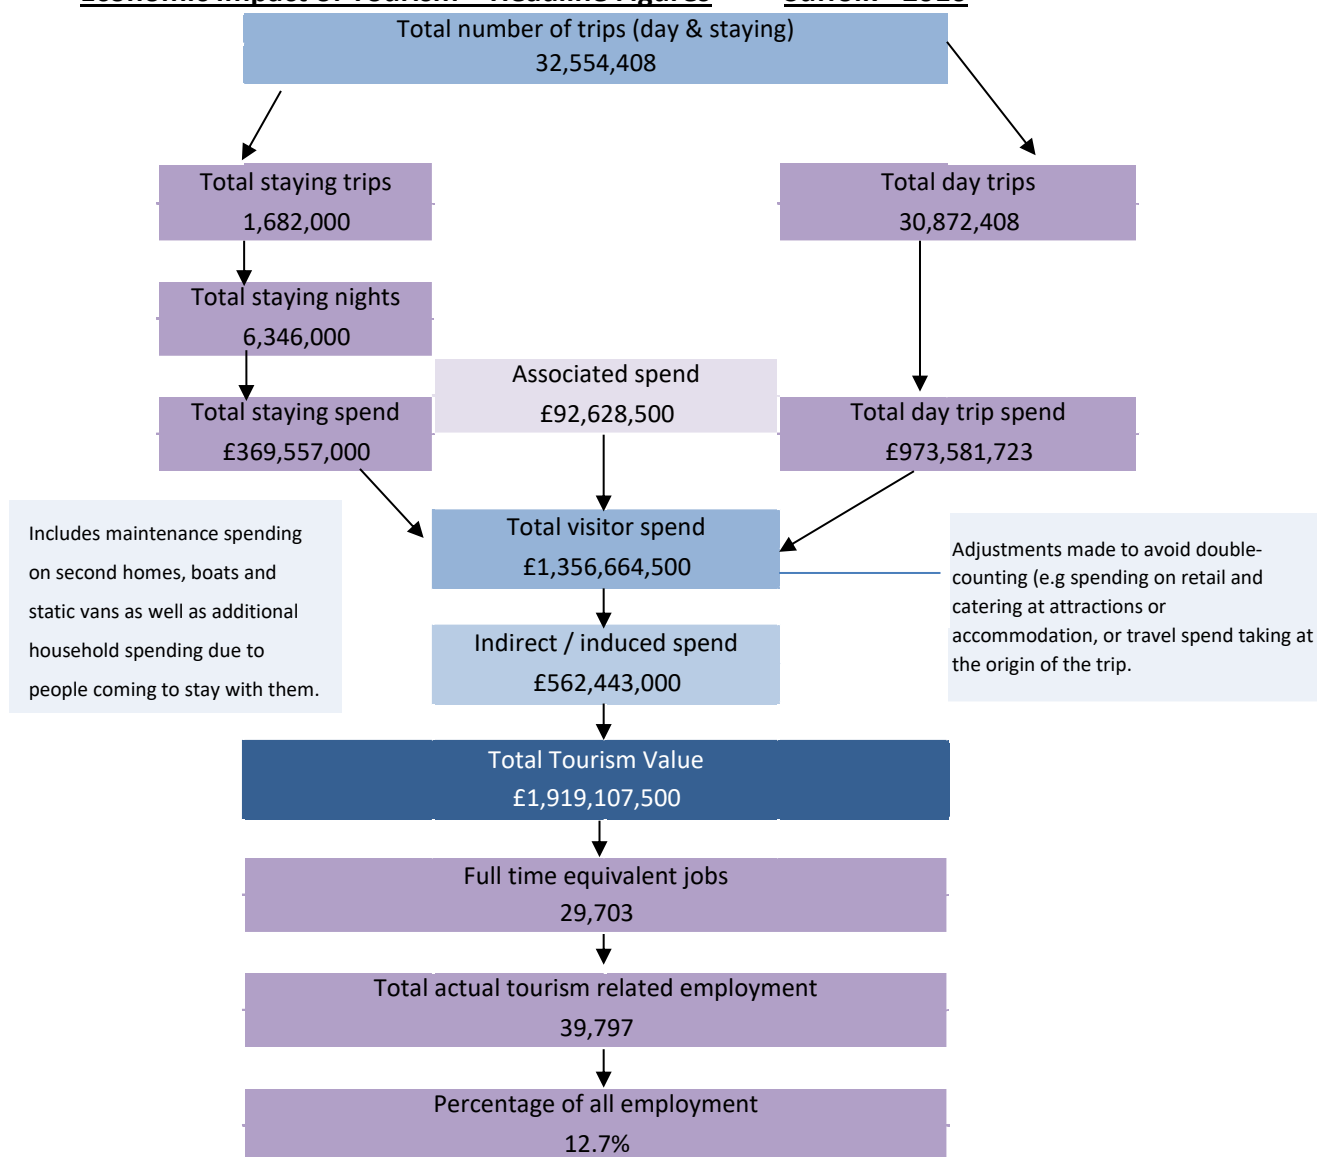 Economic Impact of Tourism – Headline Figures Suffolk -
Total number of trips (day & staying)
32,554,408
Total staying trips
1,682,000
Total day trips
30,872,408
Total staying nights
6,346,000
Total staying spend
£369,557,000
Associated spend
£92,628,500
Total day trip spend
£973,581,723
Includes maintenance spending
on second homes, boats and
static vans as well as additional
household spending due to
people coming to stay with them.
Total visitor spend
£1,356,664,500
Adjustments made to avoid double-
counting (e.g spending on retail and
catering at attractions or
accommodation, or travel spend taking at
the origin of the trip.
Indirect / induced spend
£562,443,000
Total Tourism Value
£1,919,107,500
Full time equivalent jobs
29,703
Total actual tourism related employment
39,797
Percentage of all employment
12.7%